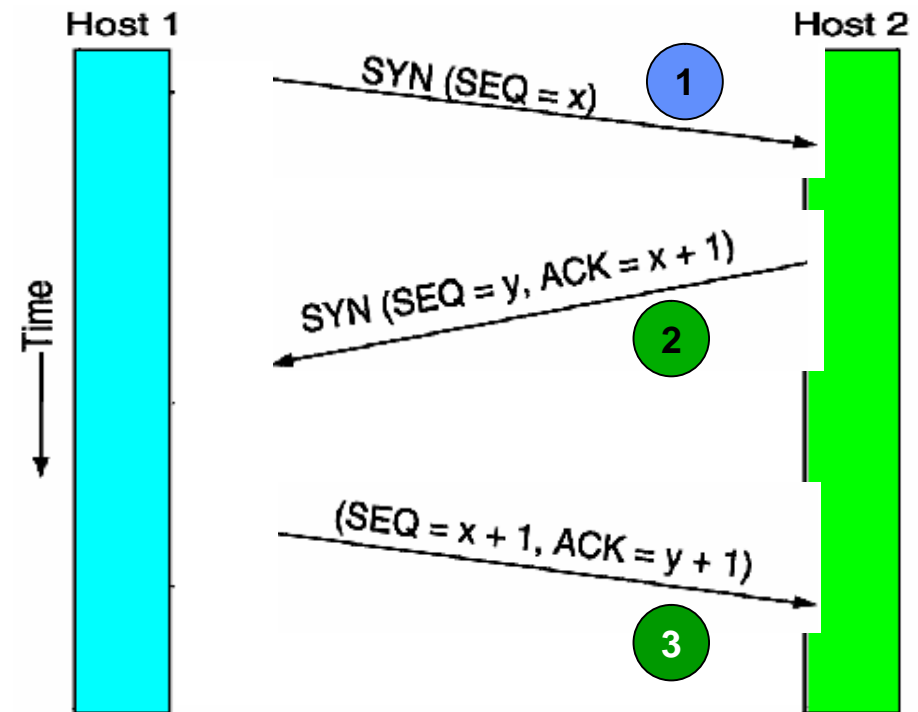 Host 1
Host 2
SYN (SEQ = x)
1
SYN (SEQ = y, ACK = x + 1)
2
Time
(SEQ = x + 1, ACK = y + 1)
3